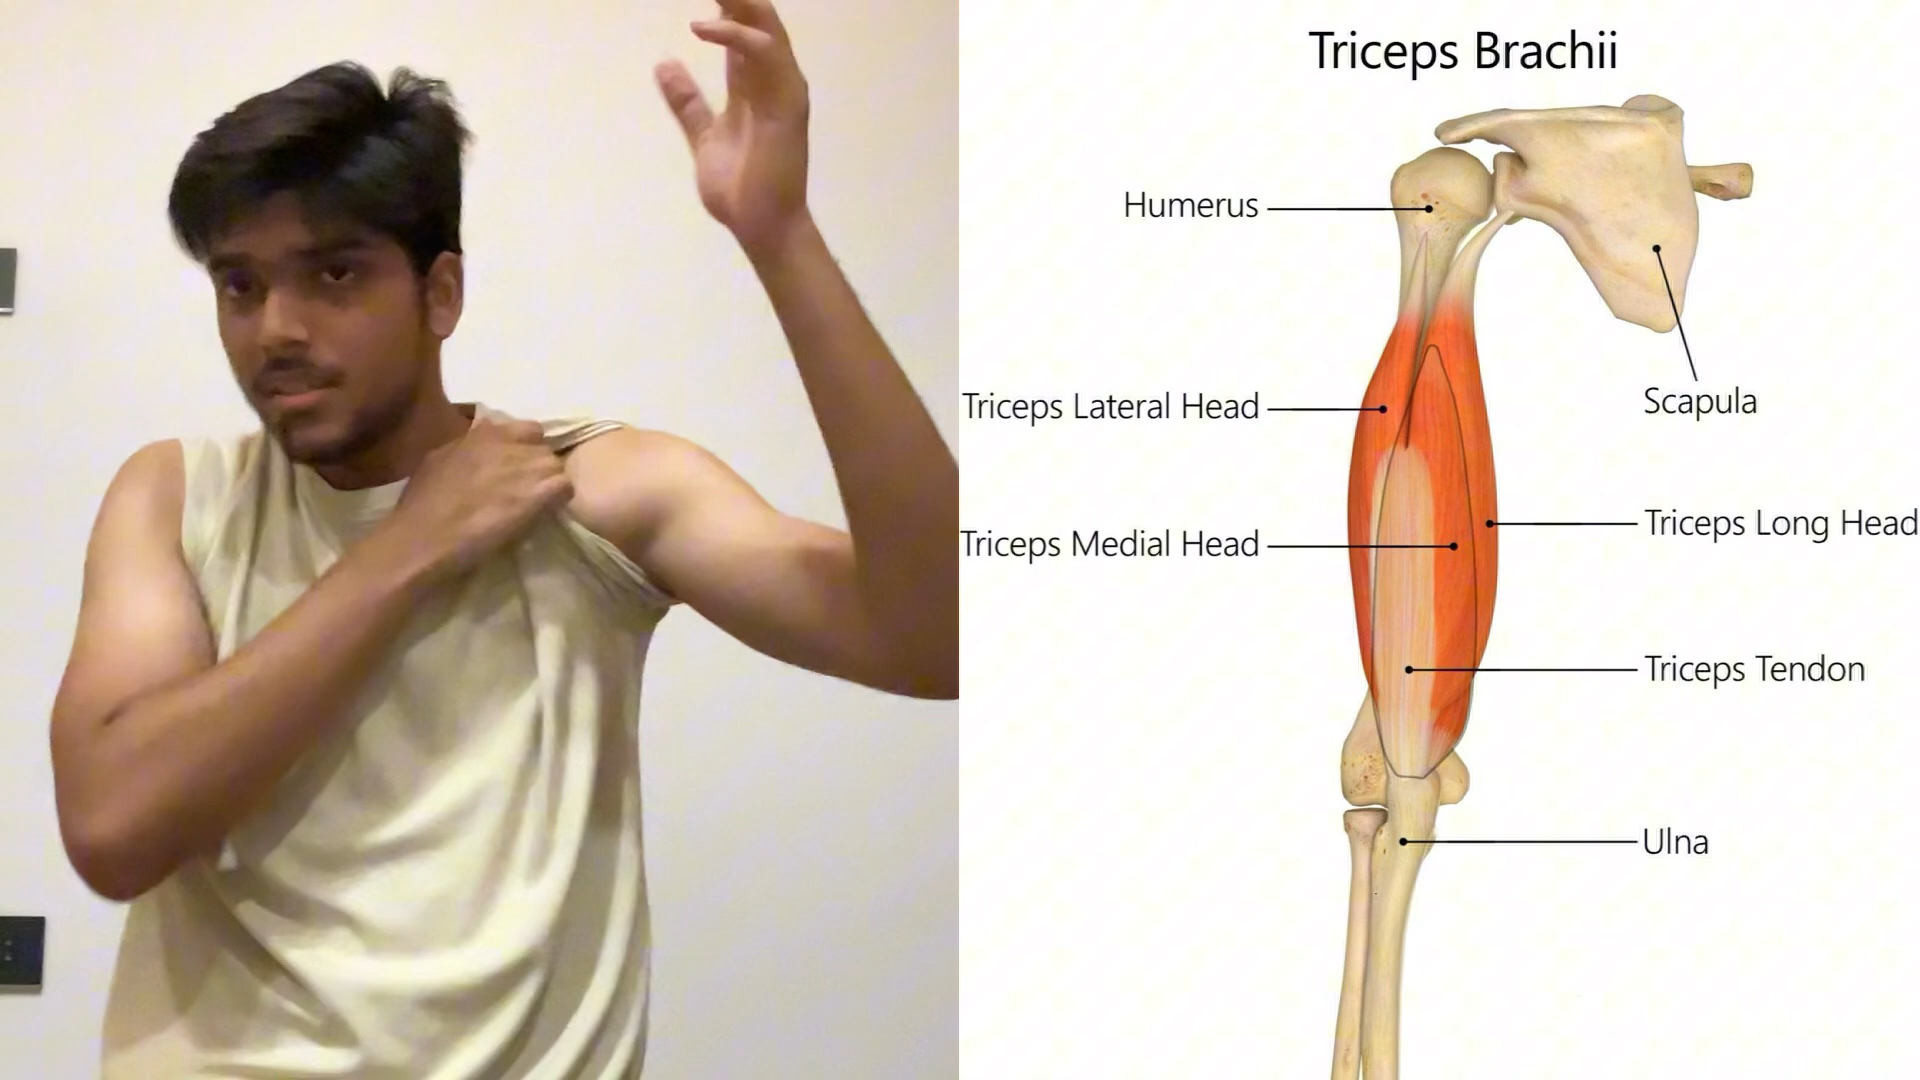 Triceps Brachii
Humerus
Scapula
Triceps Lateral Head
Triceps Long Head
Triceps Medial Head
Triceps Tendon
Ulna